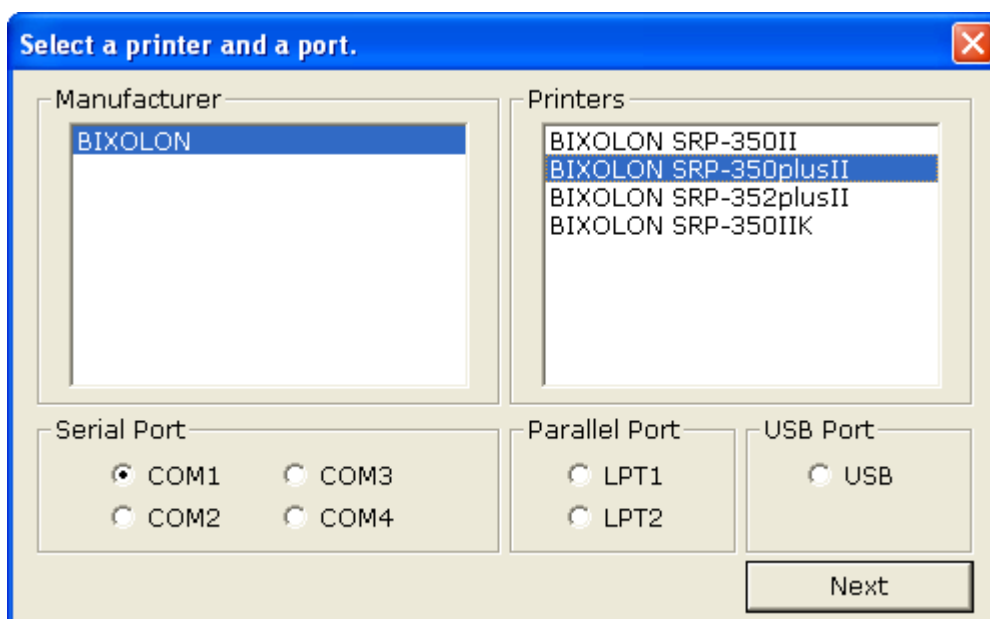 Select a printer and a port.
Manufacturer
BIXOLON
Printers
BIXOLON SRP-350II
BIXOLON SRP-350plusII
BIXOLON SRP-352plusII
BIXOLON SRP-350IIK
Serial Port
COM1 COM3
COM2 COM4
Parallel Port
LPT1
LPT2
USB Port
USB
Next